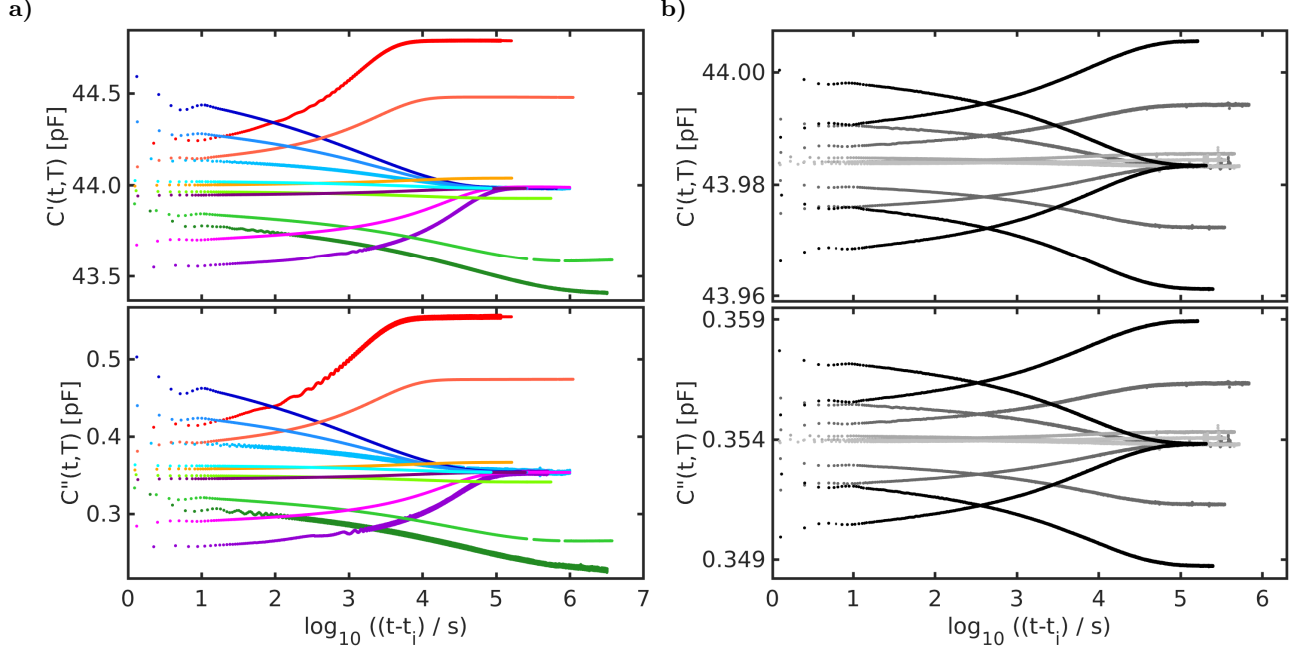 a)
b)
C'(t,T) [pF]
44.5
44.0
43.5
C"(t,T) [pF]
0.5
0.4
0.3
0 1 2 3 4 5 6 7
log10 ((t-ti) / s)
C'(t,T) [pF]
44.00
43.98
43.96
C"(t,T) [pF]
0.359
0.354
0.349
0 1 2 3 4 5 6
log10 ((t-ti) / s)